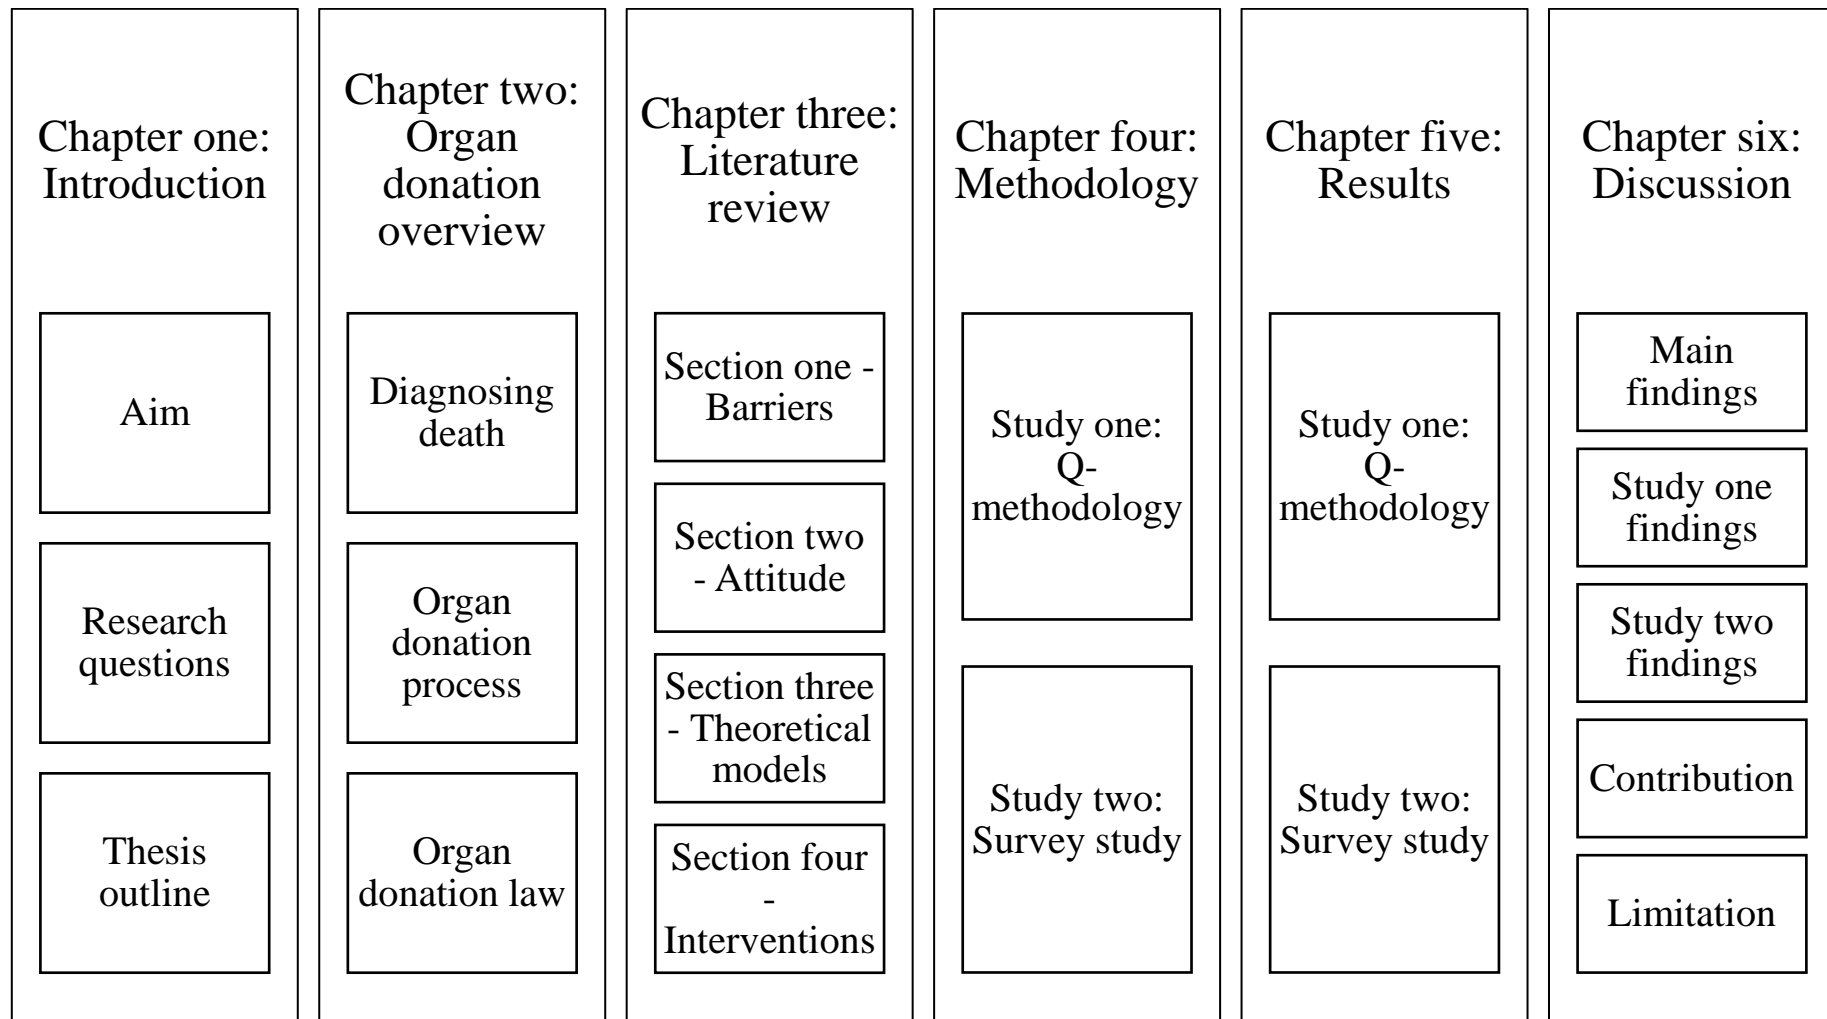 Chapter one:
Introduction
Aim
Research
questions
Thesis
outline
Chapter two:
Organ
donation
overview
Diagnosing
death
Organ
donation
process
Organ
donation law
Chapter three:
Literature
review
Section one -
Barriers
Section two
- Attitude
Section three
- Theoretical
models
Section four
-
Interventions
Chapter four:
Methodology
Study one:
Q-
methodology
Study two:
Survey study
Chapter five:
Results
Study one:
Q-
methodology
Study two:
Survey study
Chapter six:
Discussion
Main
findings
Study one
findings
Study two
findings
Contribution
Limitation